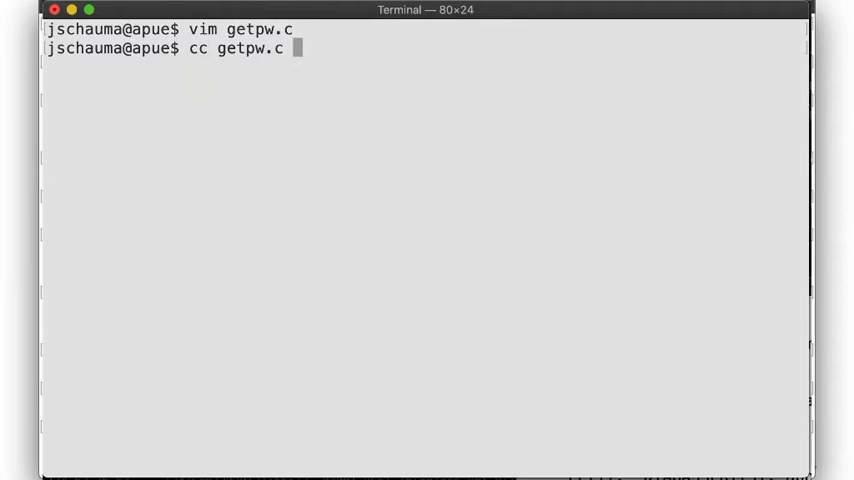 Terminal — 80×24
[jschauma@apue$ vim getpw.c ]
jschauma@apue$ cc getpw.c